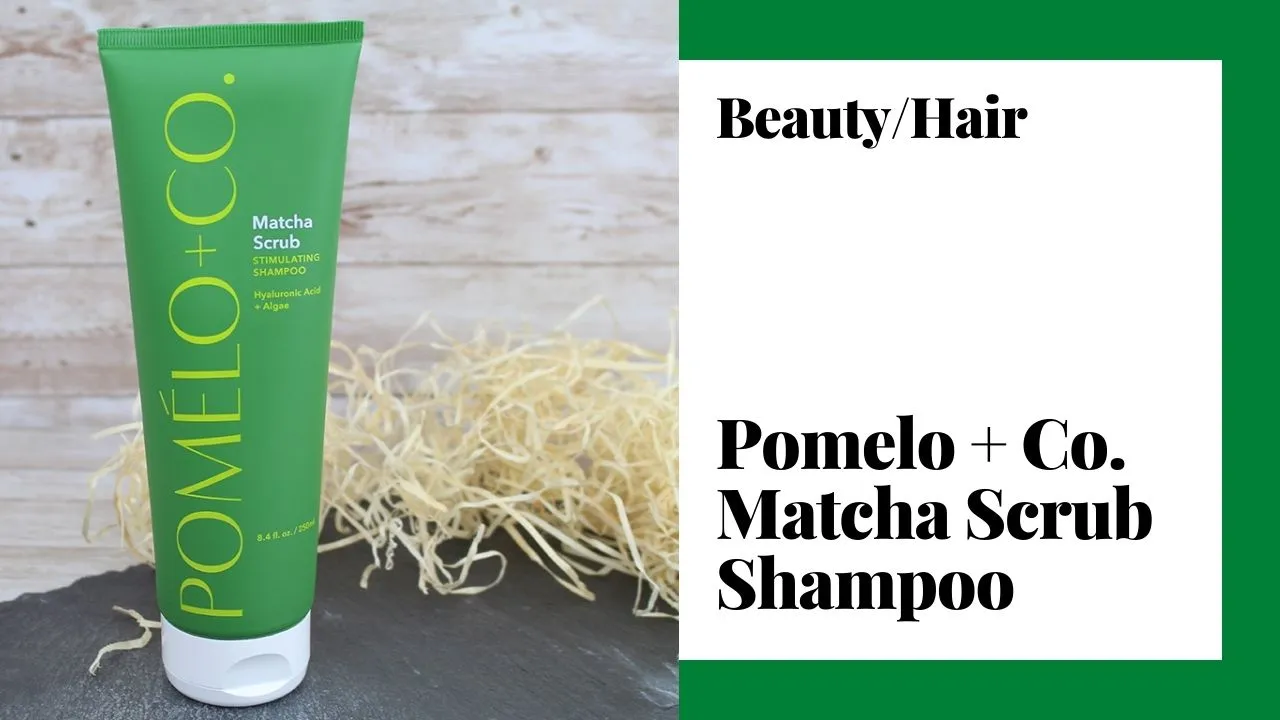 POMÉLO+CO.
Matcha
Scrub
STIMULATING
SHAMPOO
Hyaluronic Acid
+ Algae
8.4 fl. oz. / 250ml
Beauty/Hair
Pomelo + Co.
Matcha Scrub
Shampoo